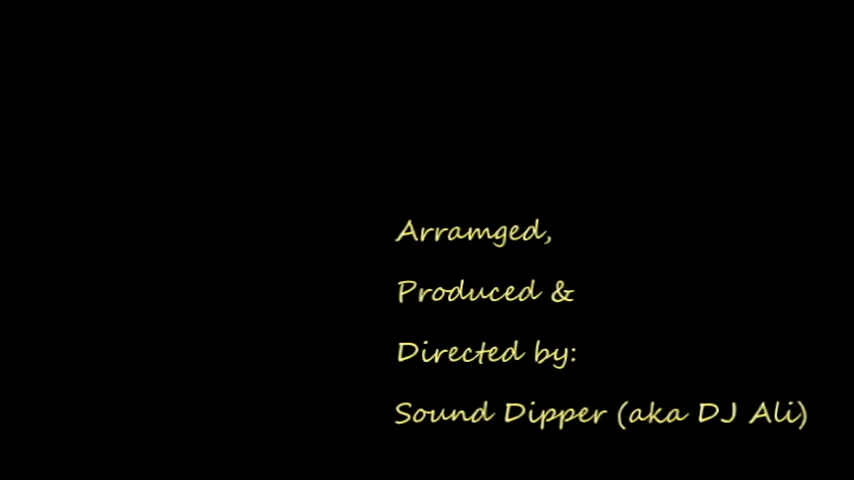 Arramged,
Produced &
Directed by:
Sound Dipper (aka DJ Ali)